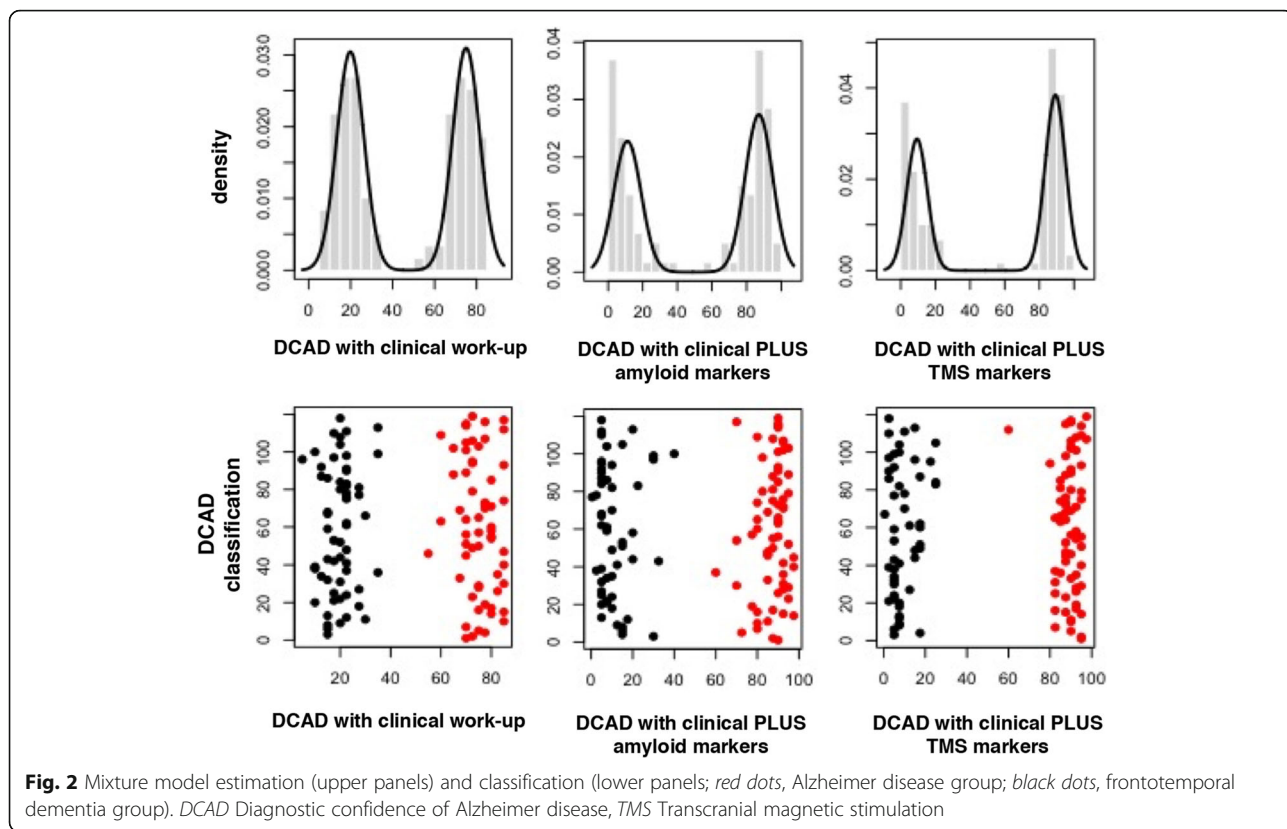 0.000 0.010 0.020 0.030
0.00 0.01 0.02 0.03 0.04
0.00 0.02 0.04
density
0 20 40 60 80
0 20 40 60 80
0 20 40 60 80
DCAD with clinical work-up
DCAD with clinical PLUS
amyloid markers
DCAD with clinical PLUS
TMS markers
DCAD
classification
0 20 40 60 80 100
0 20 40 60 80 100
0 20 40 60 80 100
20 40 60 80
0 20 40 60 80 100
0 20 40 60 80 100
DCAD with clinical work-up
DCAD with clinical PLUS
amyloid markers
DCAD with clinical PLUS
TMS markers
Fig. 2 Mixture model estimation (upper panels) and classification (lower panels; red dots, Alzheimer disease group; black dots, frontotemporal
dementia group). DCAD Diagnostic confidence of Alzheimer disease, TMS Transcranial magnetic stimulation